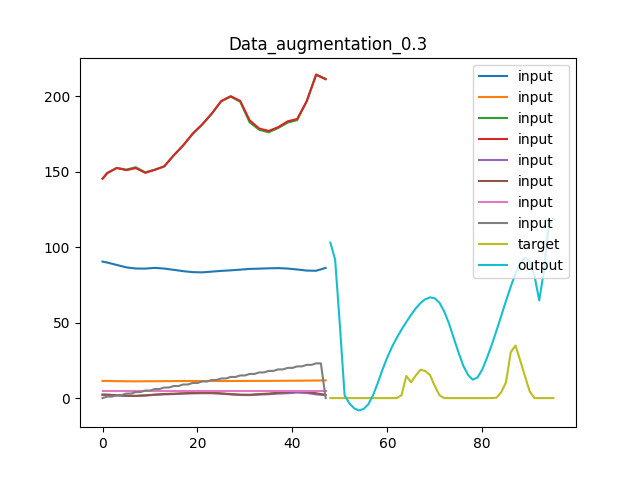 Data_augmentation_0.3
input
input
input
input
input
input
input
input
target
output
200
150
100
50
0
0
20
40
60
80